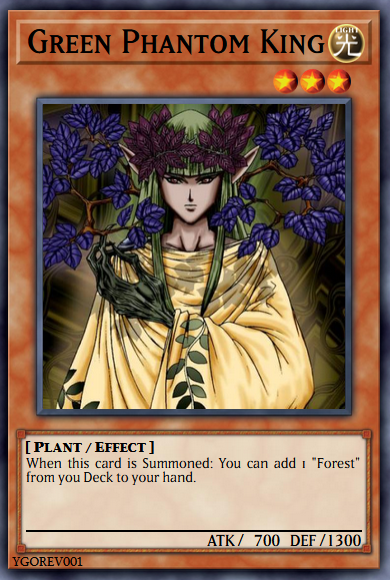 Green Phantom King
LIGHT
光
[ Plant / Effect ]
When this card is Summoned: You can add 1 "Forest"
from you Deck to your hand.
ATK / 700 DEF /1300
YGOREV001